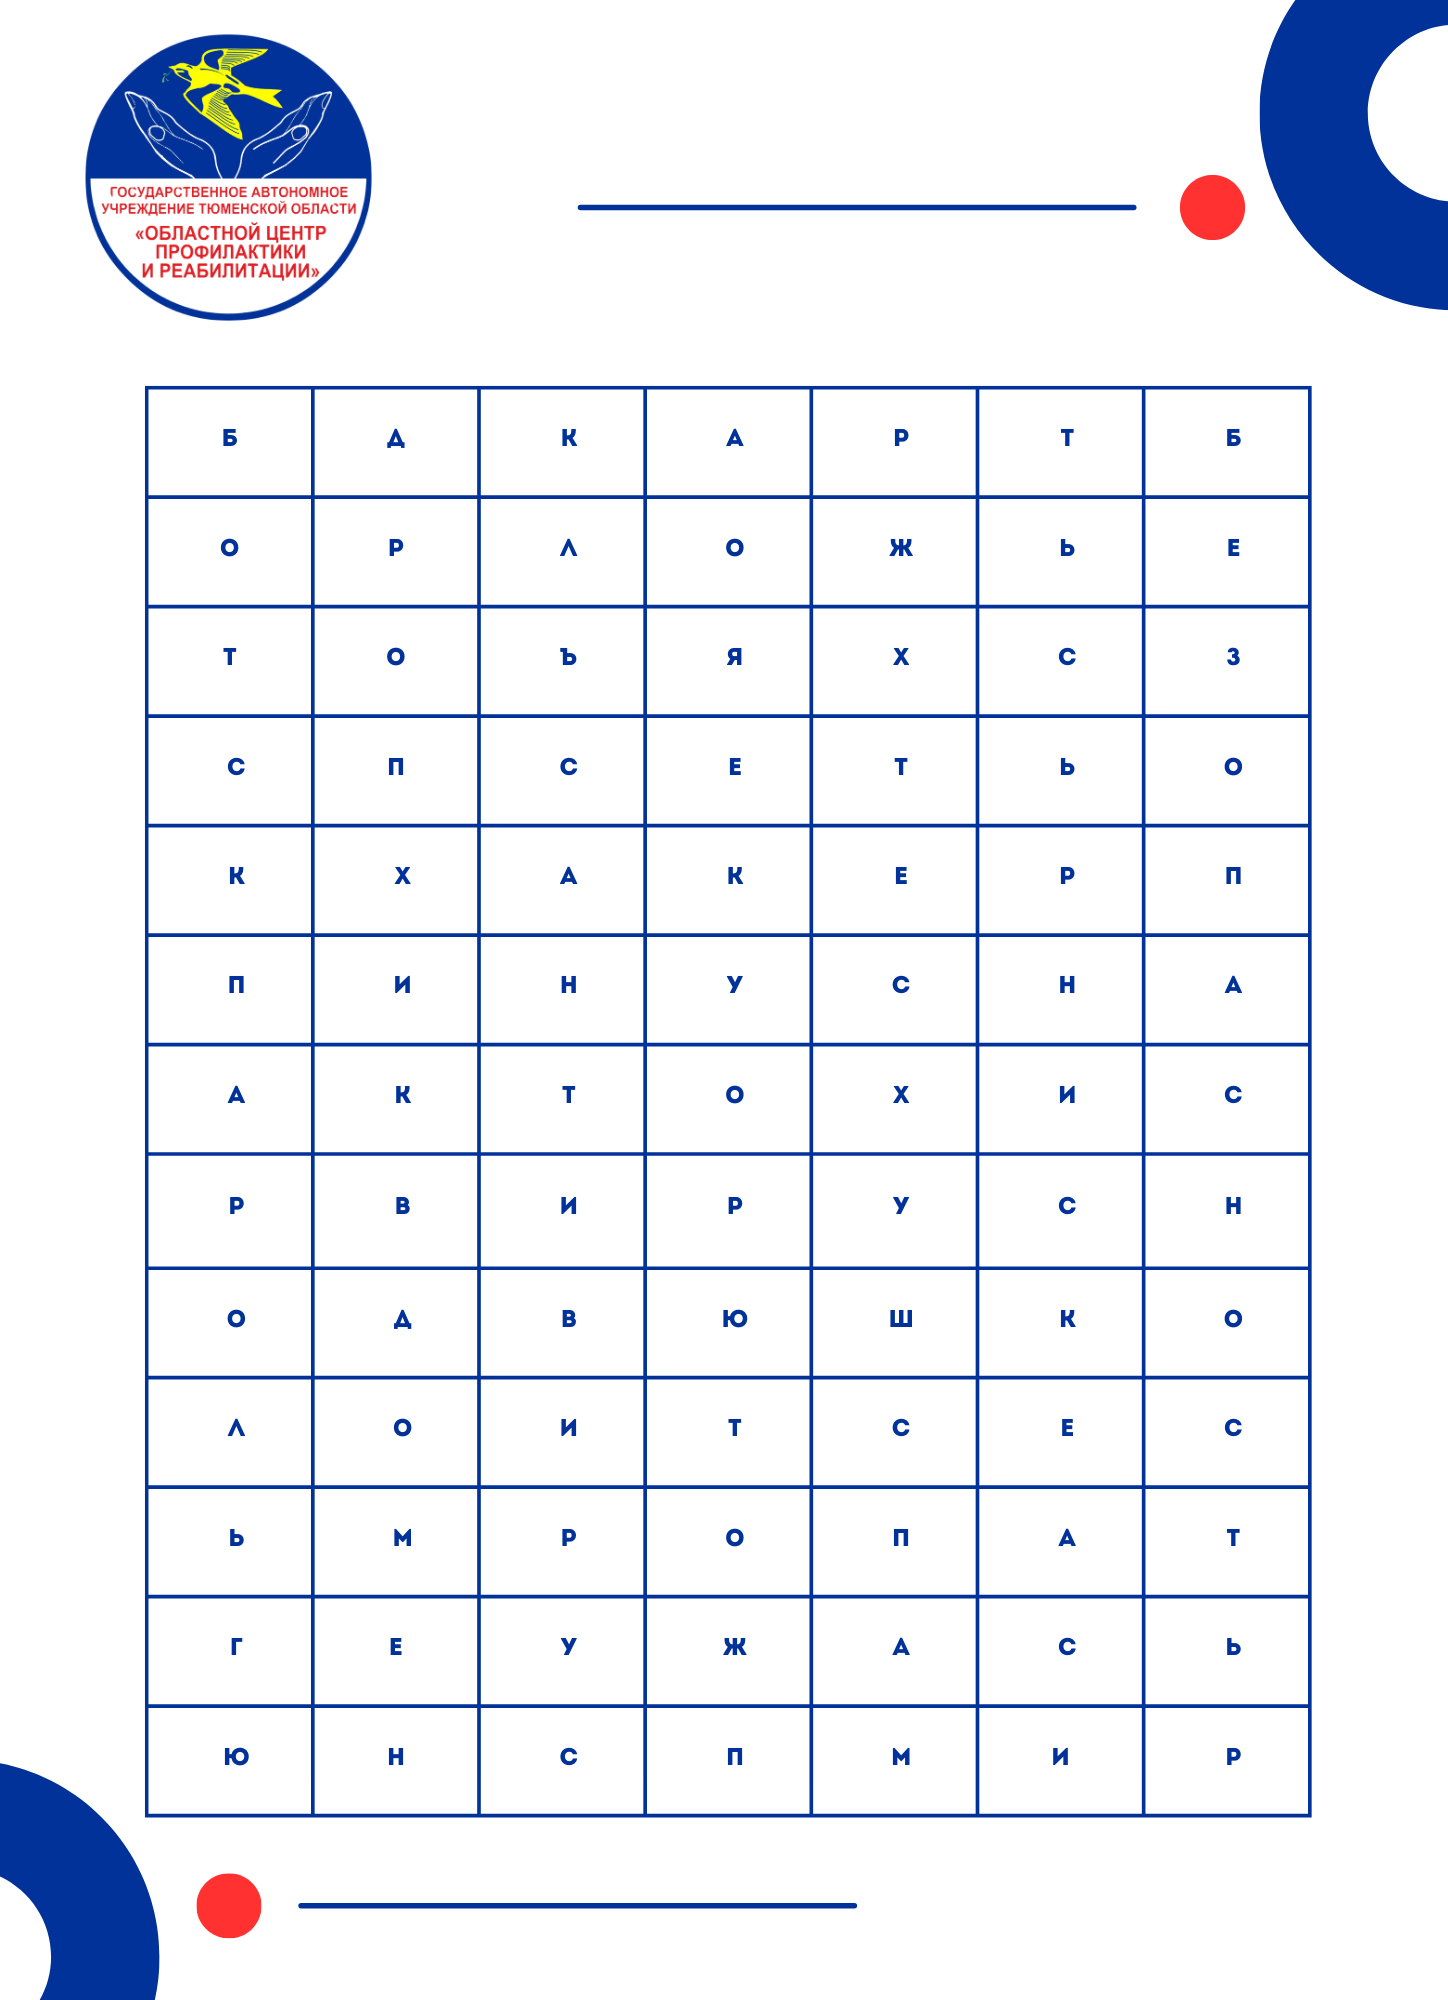 ГОСУДАРСТВЕННОЕ АВТОНОМНОЕ
УЧРЕЖДЕНИЕ ТЮМЕНСКОЙ ОБЛАСТИ
«ОБЛАСТНОЙ ЦЕНТР
ПРОФИЛАКТИКИ
И РЕАБИЛИТАЦИИ»
Б Д К А Р Т Б
О Р Л О Ж Ь Е
Т О Ъ Я Х С З
С П С Е Т Ь О
К Х А К Е Р П
П И Н У С Н А
А К Т О Х И С
Р В И Р У С Н
О Д В Ю Ш К О
Л О И Т С Е С
Ь М Р О П А Т
Г Е У Ж А С Ь
Ю Н С П М И Р